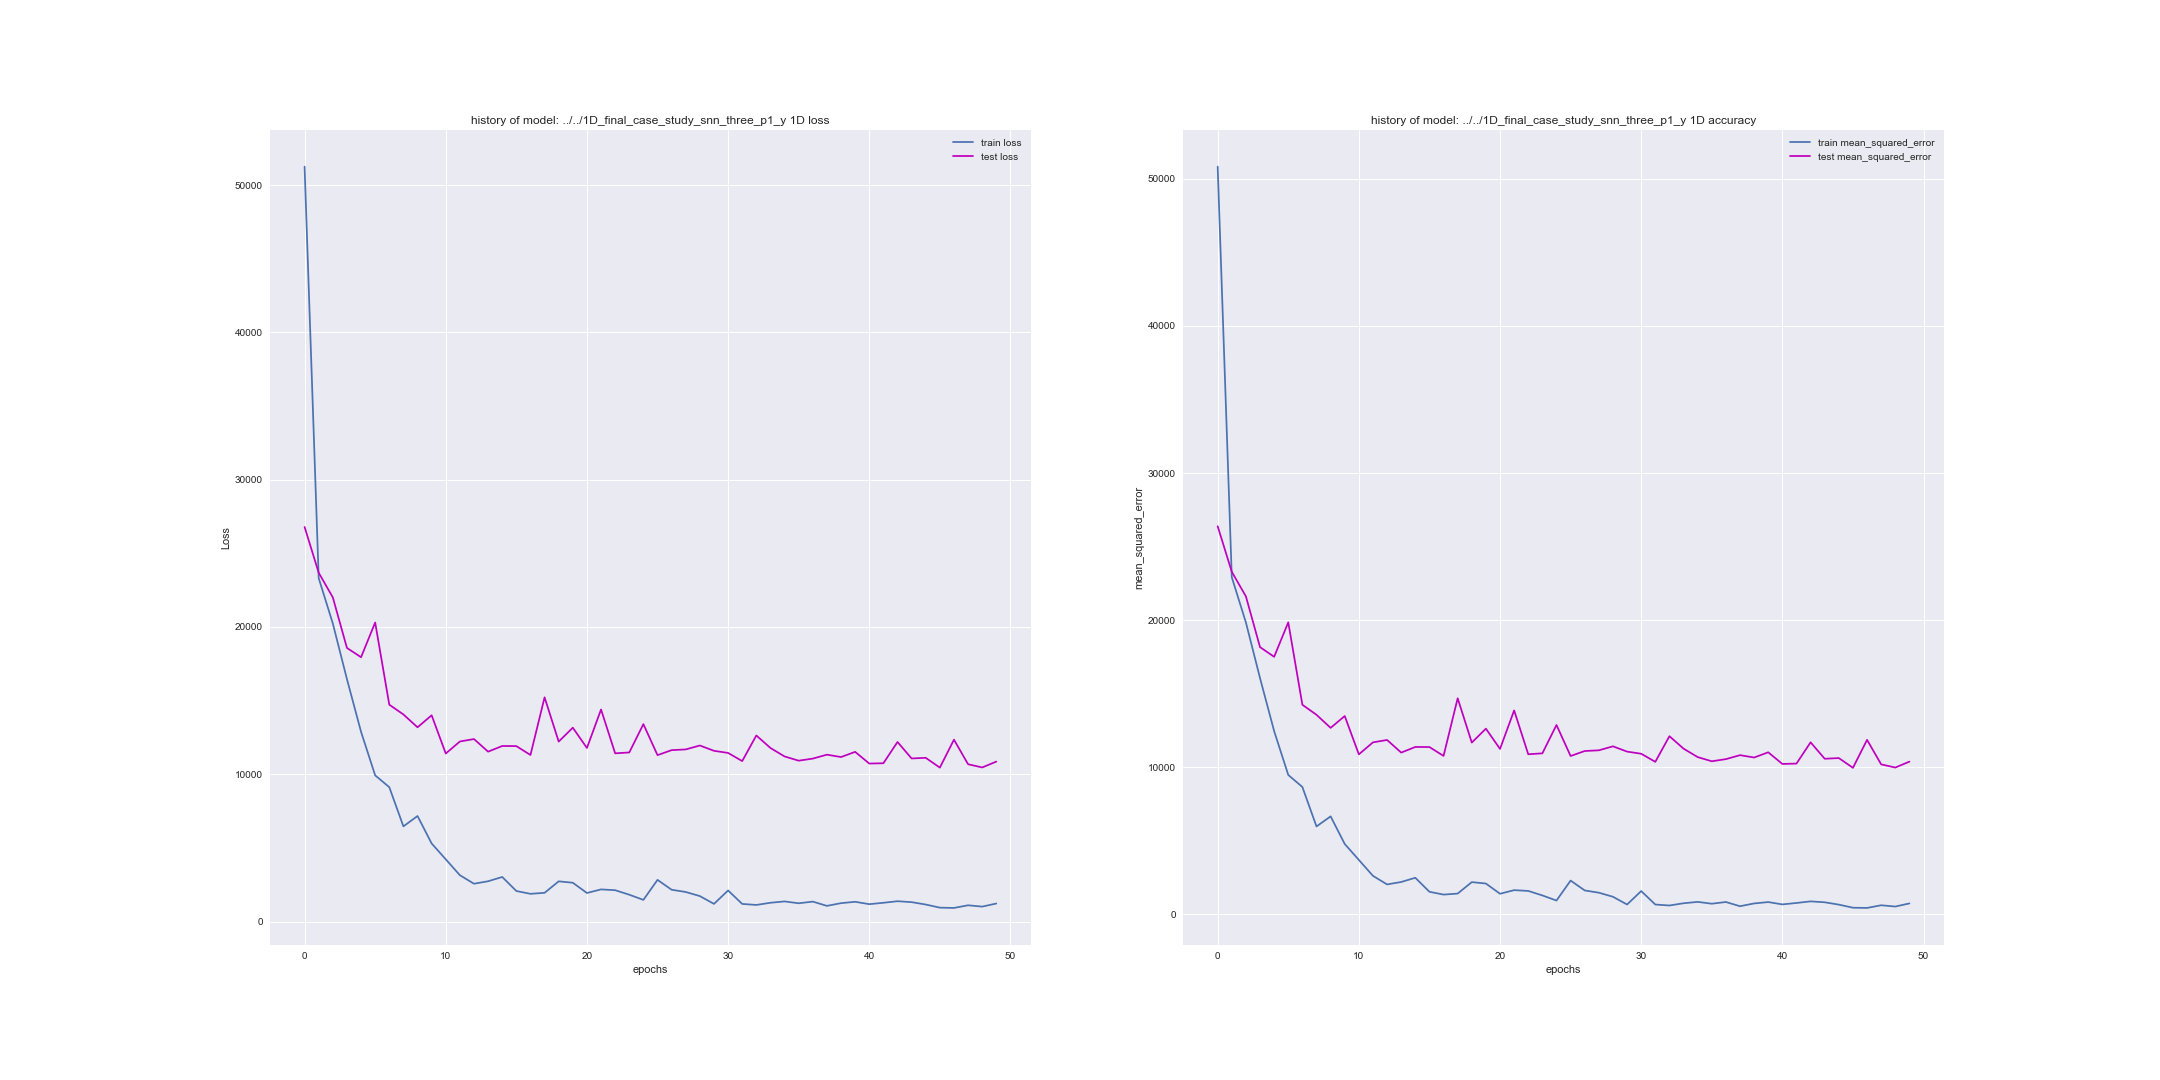 history of model: ../../1D_final_case_study_snn_three_p1_y 1D loss
train loss
test loss
50000
40000
30000
20000
10000
0
Loss
0 10 20 30 40 50
epochs
history of model: ../../1D_final_case_study_snn_three_p1_y 1D accuracy
train mean_squared_error
test mean_squared_error
50000
40000
30000
20000
10000
0
mean_squared_error
0 10 20 30 40 50
epochs